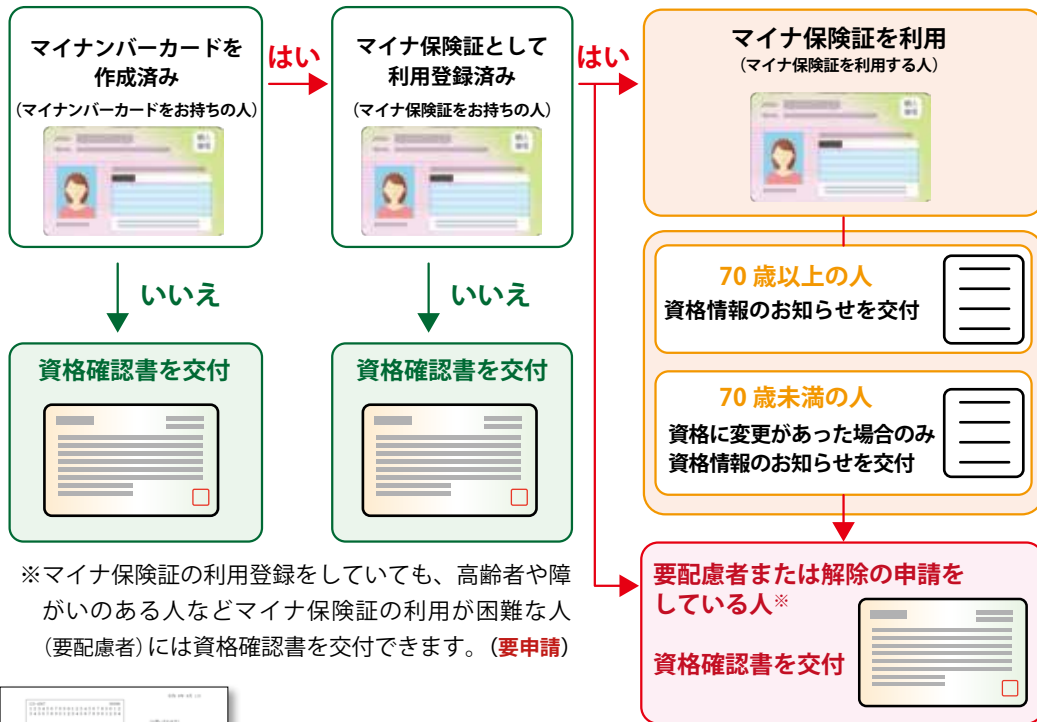 マイナンバーカードを
作成済み
(マイナンバーカードをお持ちの人)
はい
マイナ保険証として
利用登録済み
(マイナ保険証をお持ちの人)
はい
マイナ保険証を利用
(マイナ保険証を利用する人)
いいえ
いいえ
資格確認書を交付
資格確認書を交付
70 歳以上の人
資格情報のお知らせを交付
70 歳未満の人
資格に変更があった場合のみ
資格情報のお知らせを交付
要配慮者または解除の申請を
している人※
資格確認書を交付
※マイナ保険証の利用登録をしていても、高齢者や障
がいのある人などマイナ保険証の利用が困難な人
(要配慮者)には資格確認書を交付できます。(要申請)